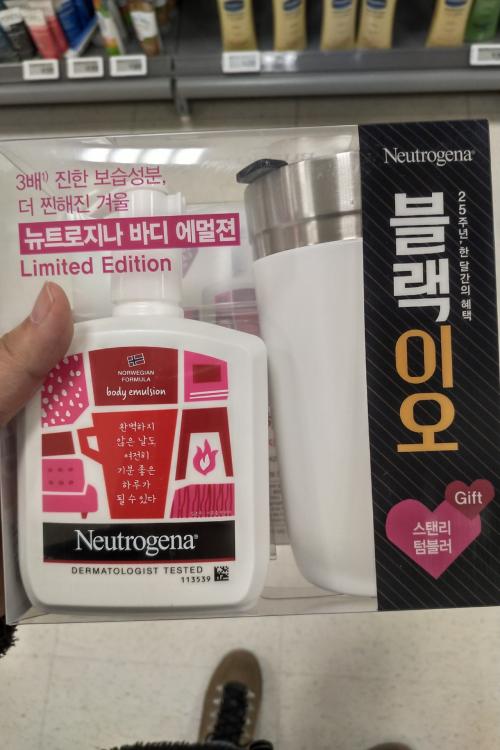 3배1) 진한 보습성분,
더 찐해진 겨울
뉴트로지나 바디 에멀젼
Limited Edition
NORWEGIAN
FORMULA
body emulsion
완벽하지
않은 날도
여전히
기분 좋은
하루가
될 수 있다
Neutrogena®
DERMATOLOGIST TESTED
113539
Neutrogena®
블랙이오
25주년, 한 달간의 혜택
Gift
스탠리
텀블러